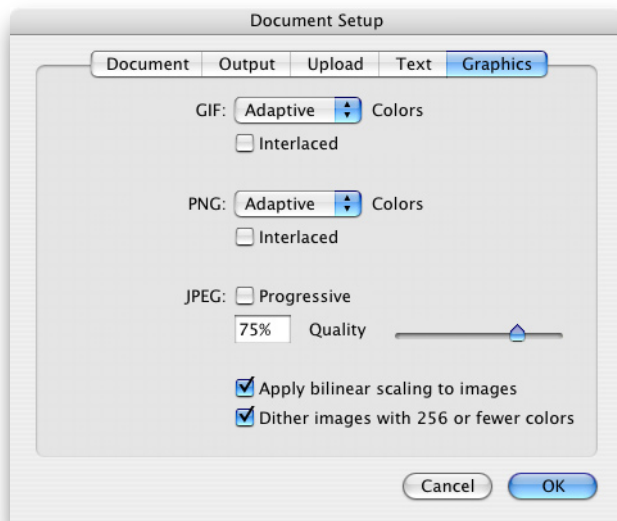 Document Setup
Document Output Upload Text Graphics
GIF: Adaptive Colors
Interlaced
PNG: Adaptive Colors
Interlaced
JPEG: Progressive
75% Quality
Apply bilinear scaling to images
Dither images with 256 or fewer colors
Cancel OK